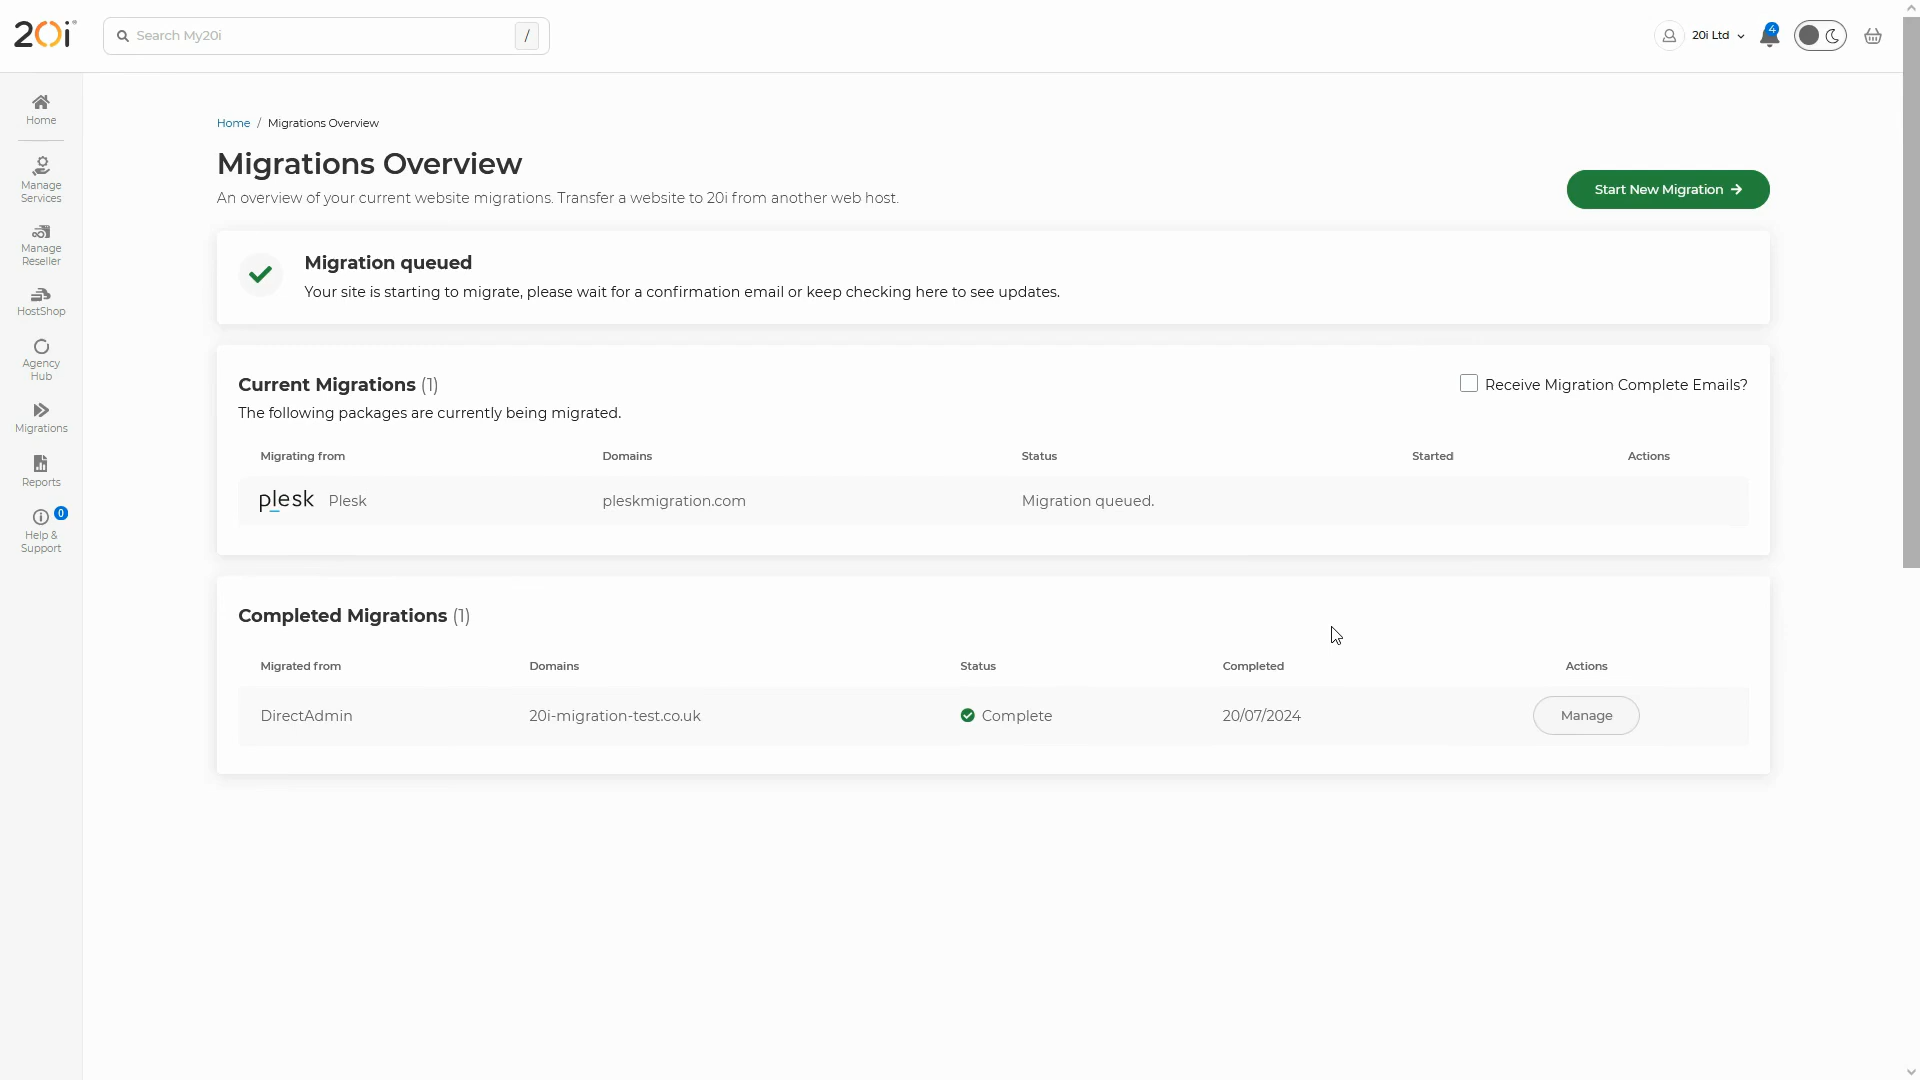 20i
Search My20i
/
20i Ltd
4
Home
Manage
Services
Manage
Reseller
HostShop
Agency
Hub
Migrations
Reports
0
Help &
Support
Home / Migrations Overview
Migrations Overview
An overview of your current website migrations. Transfer a website to 20i from another web host.
Start New Migration
Migration queued
Your site is starting to migrate, please wait for a confirmation email or keep checking here to see updates.
Current Migrations (1)
Receive Migration Complete Emails?
The following packages are currently being migrated.
Migrating from Domains Status Started Actions
plesk Plesk pleskmigration.com Migration queued.
Completed Migrations (1)
Migrated from Domains Status Completed Actions
DirectAdmin 20i-migration-test.co.uk Complete 20/07/2024 Manage